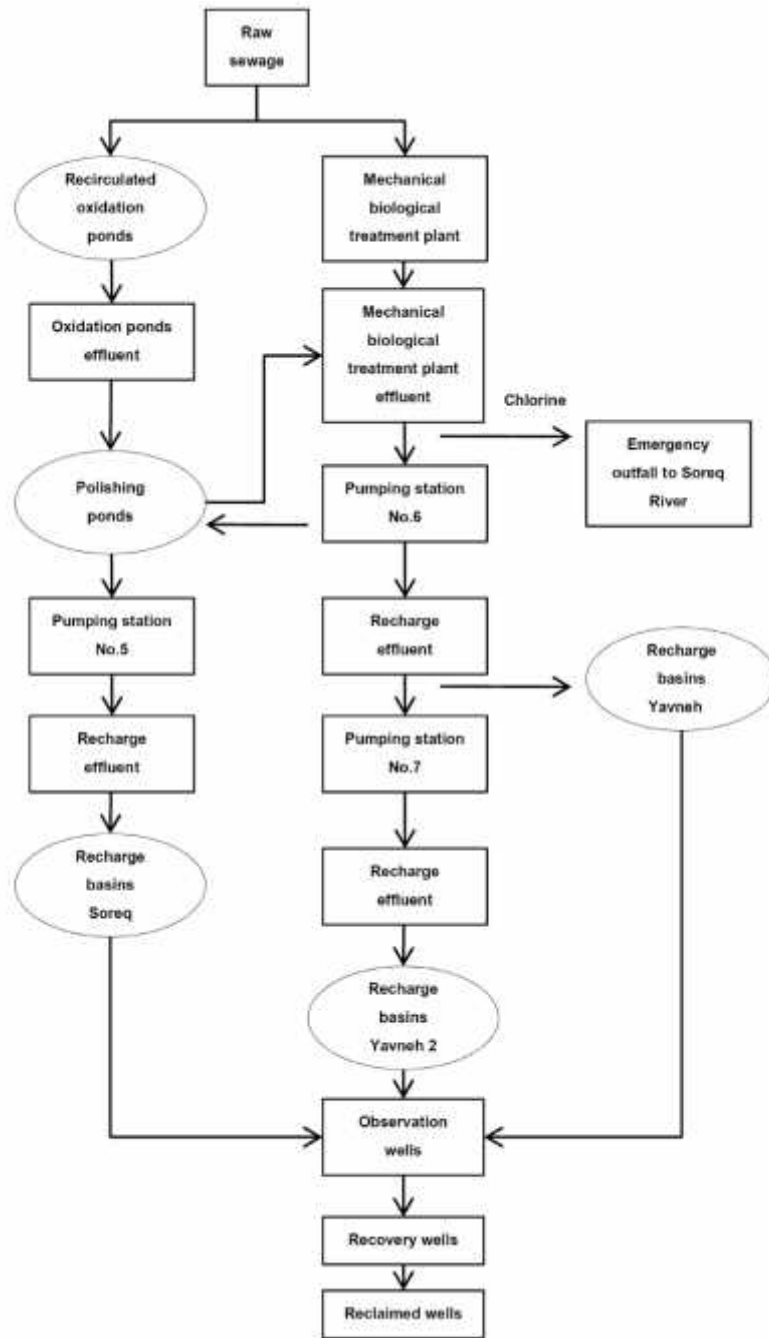 Raw
sewage
Recirculated
oxidation
ponds
Mechanical
biological
treatment plant
Oxidation ponds
effluent
Mechanical
biological
treatment plant
effluent
Chlorine
Emergency
outfall to Soreq
River
Polishing
ponds
Pumping station
No.6
Pumping station
No.5
Recharge
effluent
Recharge
basins
Yavneh
Recharge
effluent
Pumping station
No.7
Recharge
basins
Soreq
Recharge
effluent
Recharge
basins
Yavneh 2
Observation
wells
Recovery wells
Reclaimed wells